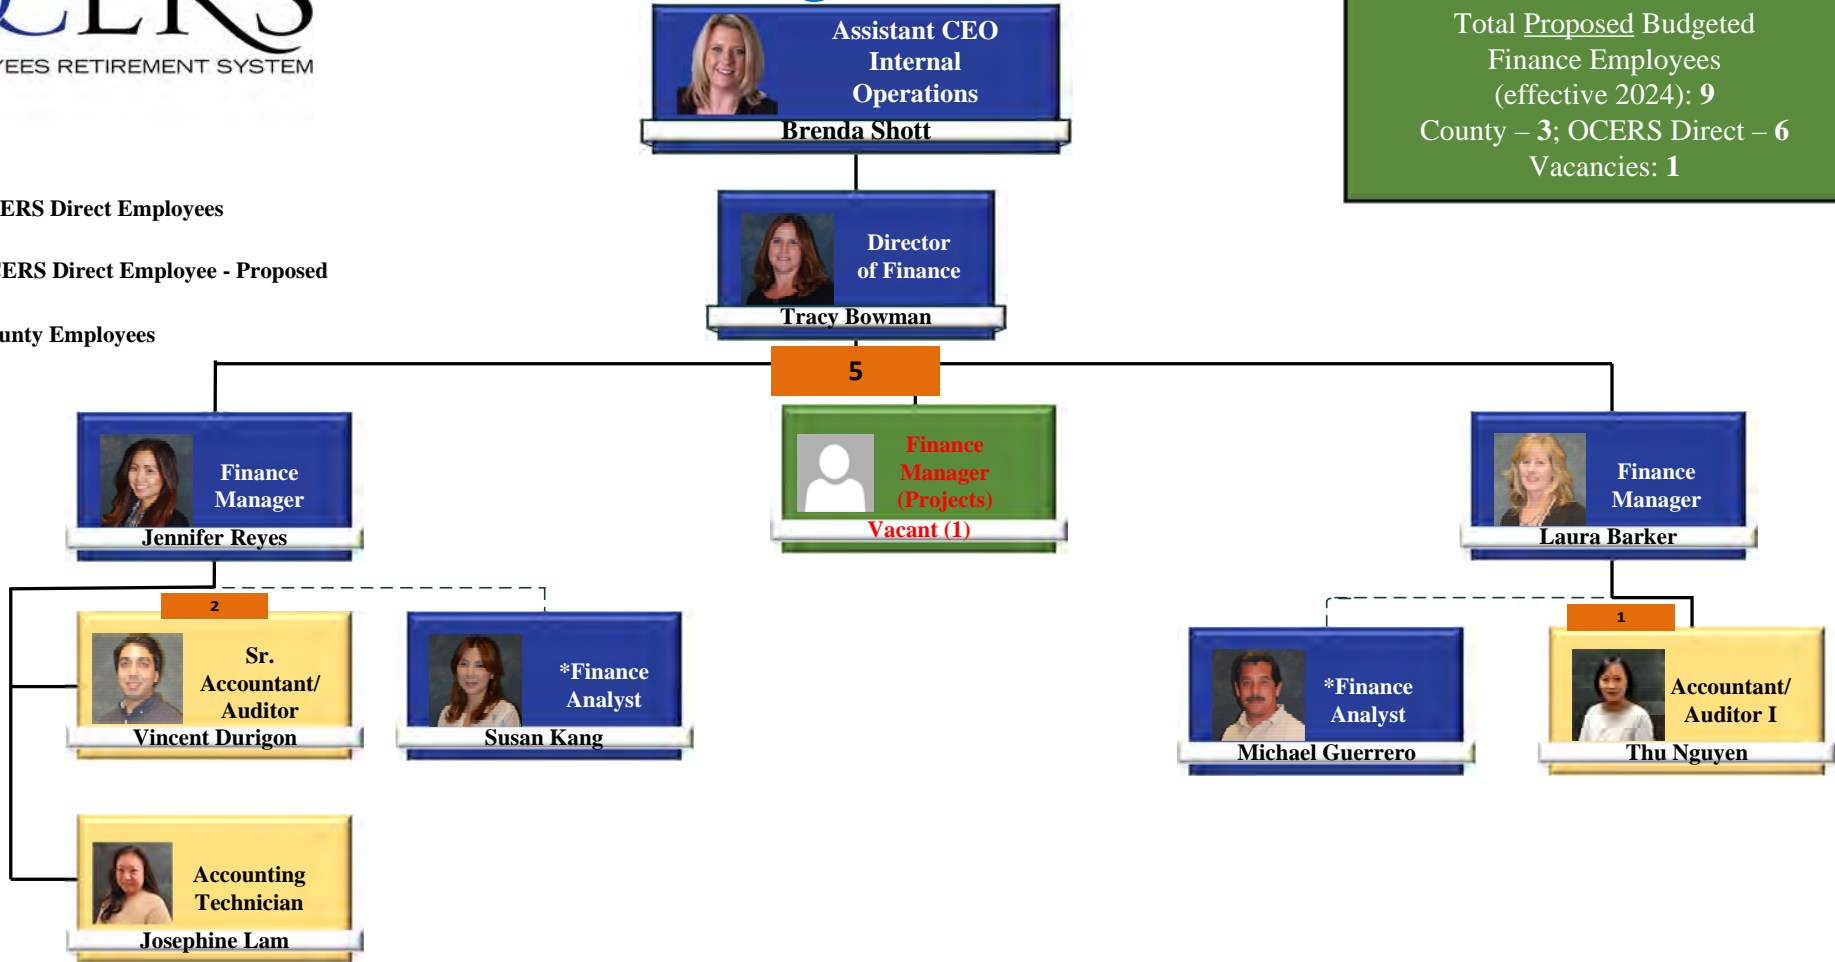 YEES RETIREMENT SYSTEM
Assistant CEO
Internal
Operations
Brenda Shott
Total Proposed Budgeted
Finance Employees
(effective 2024): 9
County – 3; OCERS Direct – 6
Vacancies: 1
ERS Direct Employees
ERS Direct Employee - Proposed
unty Employees
Director
of Finance
Tracy Bowman
5
Finance
Manager
Jennifer Reyes
Finance
Manager
(Projects)
Vacant (1)
Finance
Manager
Laura Barker
2
Sr.
Accountant/
Auditor
Vincent Durigon
*Finance
Analyst
Susan Kang
*Finance
Analyst
Michael Guerrero
1
Accountant/
Auditor I
Thu Nguyen
Accounting
Technician
Josephine Lam